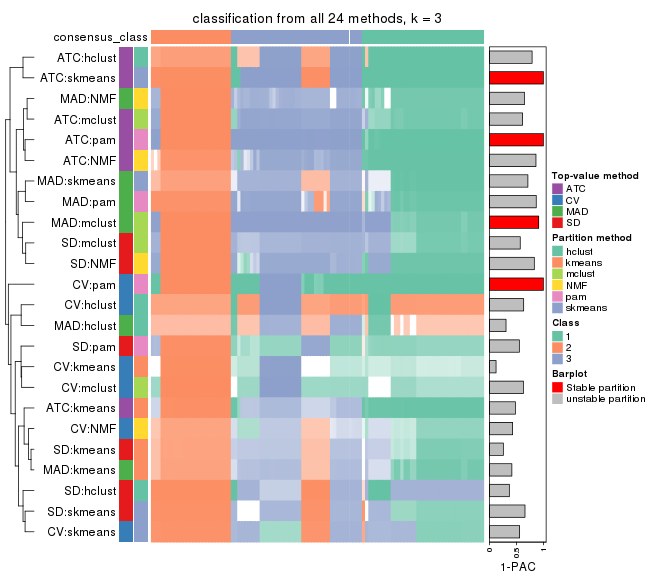 classification from all 24 methods, k = 3
consensus_class
ATC:hclust
ATC:skmeans
MAD:NMF
ATC:mclust
ATC:pam
ATC:NMF
MAD:skmeans
MAD:pam
MAD:mclust
SD:mclust
SD:NMF
CV:pam
CV:hclust
MAD:hclust
SD:pam
CV:kmeans
CV:mclust
ATC:kmeans
CV:NMF
SD:kmeans
MAD:kmeans
SD:hclust
SD:skmeans
CV:skmeans
0
0.5
1
1-PAC
Top-value method
ATC
CV
MAD
SD
Partition method
hclust
kmeans
mclust
NMF
pam
skmeans
Class
1
2
3
Barplot
Stable partition
unstable partition